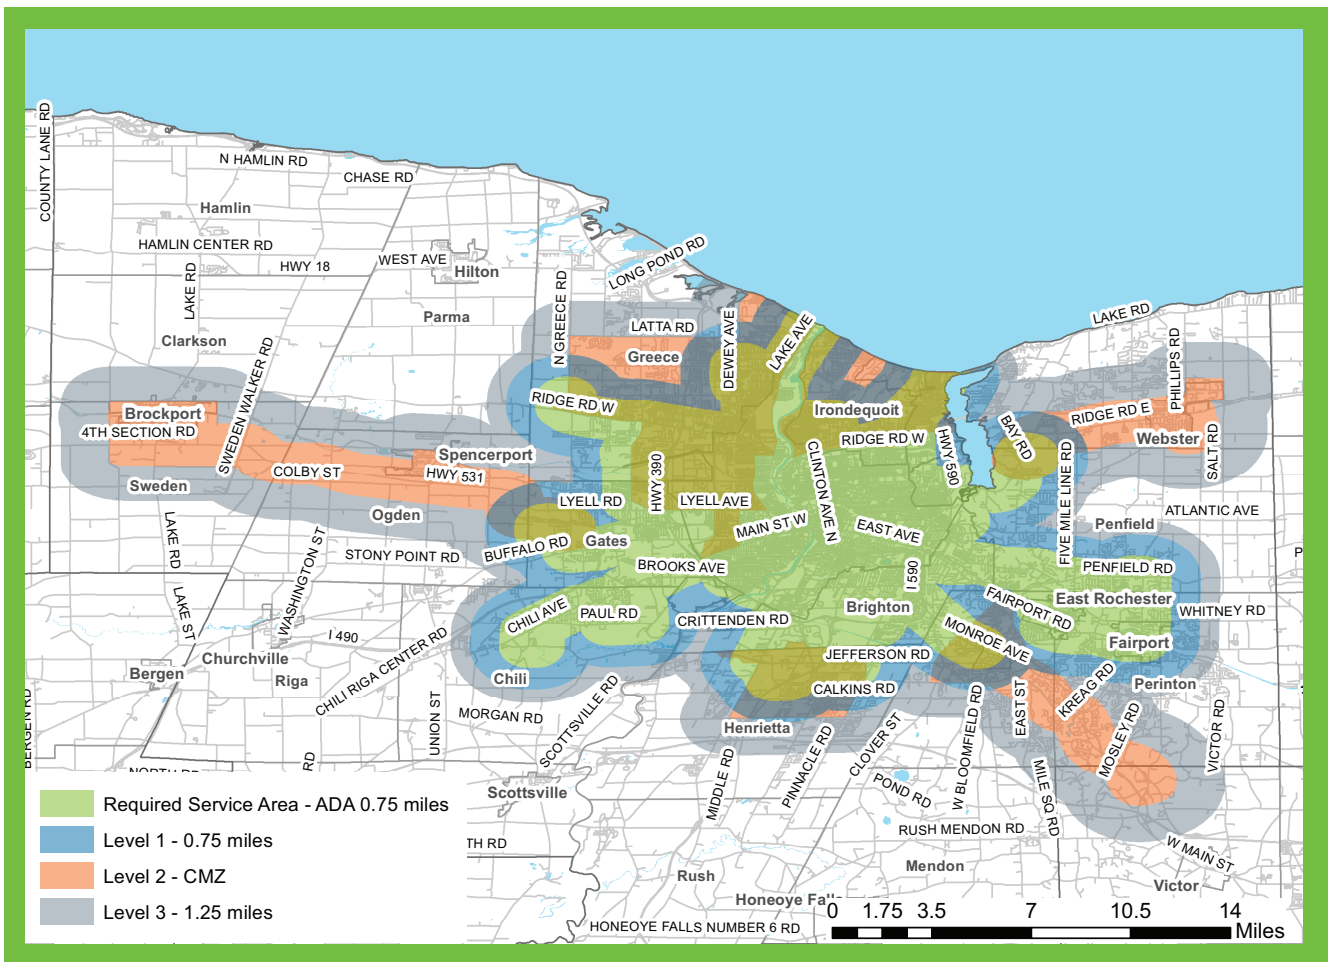 COUNTY LANE RD
N HAMLIN RD
CHASE RD
Hamlin
HAMLIN CENTER RD
HWY 18
WEST AVE
Hilton
LONG POND RD
LAKE RD
N GREECE RD
Parma
LATTA RD
DEWEY AVE
LAKE AVE
LAKE RD
PHILLIPS RD
Clarkson
SWEDEN WALKER RD
Greece
RIDGE RD W
Irondequoit
RIDGE RD E
Brockport
4TH SECTION RD
RIDGE RD W
HWY 590
BAY RD
Webster
SALT RD
Spencerport
COLBY ST
HWY 531
HWY 390
CLINTON AVE N
FIVE MILE LINE RD
Sweden
LYELL RD
LYELL AVE
Ogden
MAIN ST W
EAST AVE
ATLANTIC AVE
Penfield
LAKE RD
STONY POINT RD
BUFFALO RD
Gates
BROOKS AVE
I 590
PENFIELD RD
P
WASHINGTON ST
LAKE ST
CHILI AVE
PAUL RD
CRITTENDEN RD
Brighton
FAIRPORT RD
East Rochester
WHITNEY RD
I 490
MONROE AVE
Fairport
Churchville
CHILI RIGA CENTER RD
JEFFERSON RD
Bergen
Riga
Chili
CALKINS RD
KREAG RD
Perinton
BERGEN RD
UNION ST
MORGAN RD
SCOTTSVILLE RD
Henrietta
CLOVER ST
W BLOOMFIELD RD
EAST ST
MOSLEY RD
VICTOR RD
NORTH RD
RD
MIDDLE RD
PINNACLE RD
POND RD
MILE SQ RD
Scottsville
RUSH MENDON RD
W MAIN ST
TH RD
Mendon
Rush
Victor
Honeoye Falls
HONEOYE FALLS NUMBER 6 RD
Required Service Area - ADA 0.75 miles
Level 1 - 0.75 miles
Level 2 - CMZ
Level 3 - 1.25 miles
0 1.75 3.5 7 10.5 14
Miles